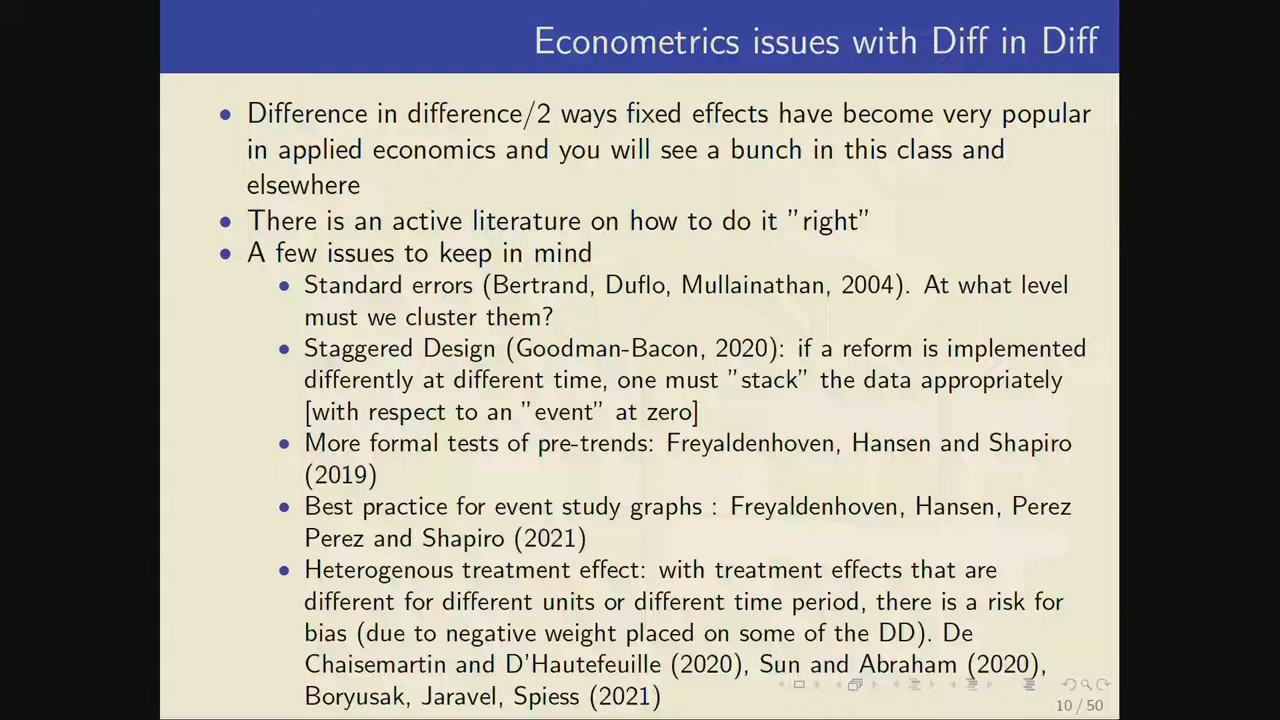 Econometrics issues with Diff in Diff
• Difference in difference/2 ways fixed effects have become very popular
in applied economics and you will see a bunch in this class and
elsewhere
• There is an active literature on how to do it ”right”
• A few issues to keep in mind
• Standard errors (Bertrand, Duflo, Mullainathan, 2004). At what level
must we cluster them?
• Staggered Design (Goodman-Bacon, 2020): if a reform is implemented
differently at different time, one must ”stack” the data appropriately
[with respect to an ”event” at zero]
• More formal tests of pre-trends: Freyaldenhoven, Hansen and Shapiro
(2019)
• Best practice for event study graphs : Freyaldenhoven, Hansen, Perez
Perez and Shapiro (2021)
• Heterogenous treatment effect: with treatment effects that are
different for different units or different time period, there is a risk for
bias (due to negative weight placed on some of the DD). De
Chaisemartin and D'Hautefeuille (2020), Sun and Abraham (2020),
Boryusak, Jaravel, Spiess (2021)
10 / 50